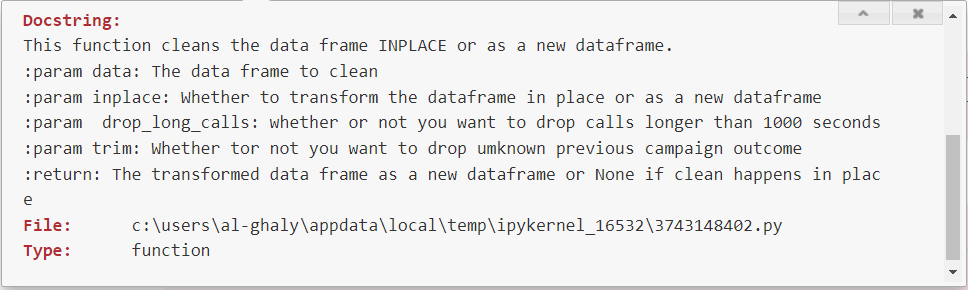 Docstring:
This function cleans the data frame INPLACE or as a new dataframe.
:param data: The data frame to clean
:param inplace: Whether to transform the dataframe in place or as a new dataframe
:param  drop_long_calls: whether or not you want to drop calls longer than 1000 seconds
:param trim: Whether tor not you want to drop umknown previous campaign outcome
:return: The transformed data frame as a new dataframe or None if clean happens in plac
e
File:      c:\users\al-ghaly\appdata\local\temp\ipykernel_16532\3743148402.py
Type:      function